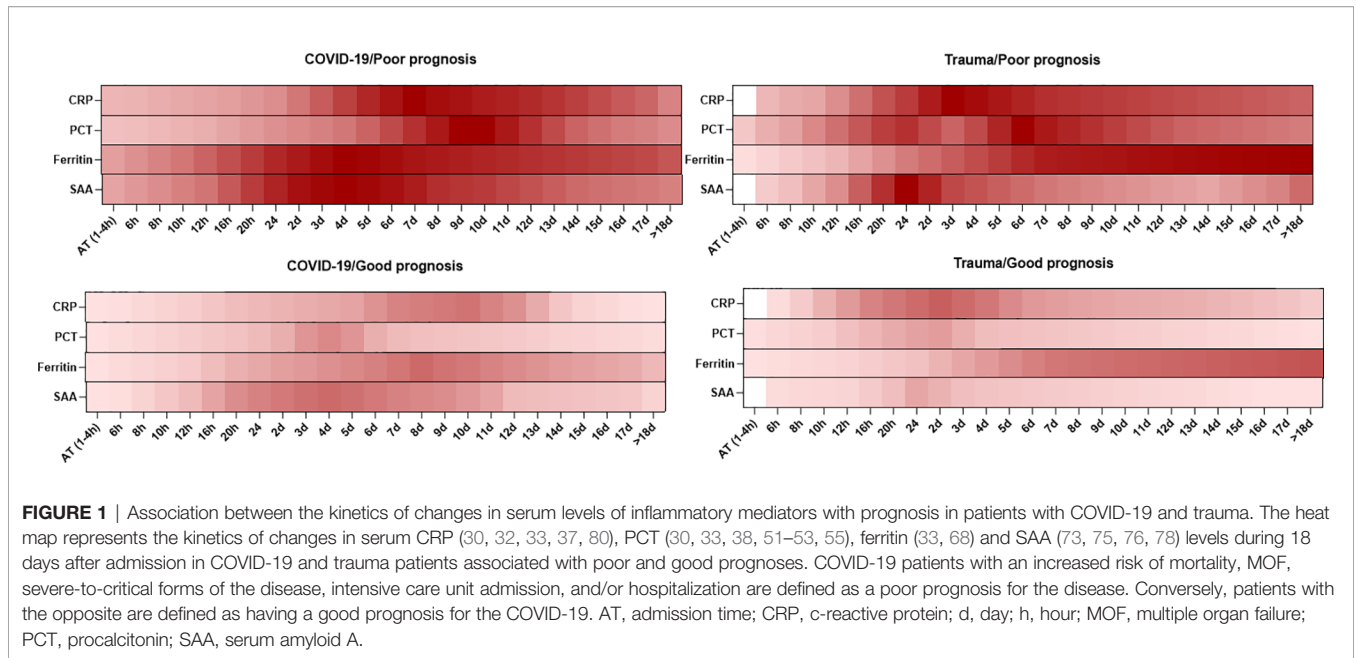 COVID-19/Poor prognosis
CRP
PCT
Ferritin
SAA
AT (1-4h) 6h 8h 10h 12h 16h 20h 24 2d 3d 4d 5d 6d 7d 8d 9d 10d 11d 12d 13d 14d 15d 16d 17d >18d
Trauma/Poor prognosis
CRP
PCT
Ferritin
SAA
AT (1-4h) 6h 8h 10h 12h 16h 20h 24 2d 3d 4d 5d 6d 7d 8d 9d 10d 11d 12d 13d 14d 15d 16d 17d >18d
COVID-19/Good prognosis
CRP
PCT
Ferritin
SAA
AT (1-4h) 6h 8h 10h 12h 16h 20h 24 2d 3d 4d 5d 6d 7d 8d 9d 10d 11d 12d 13d 14d 15d 16d 17d >18d
Trauma/Good prognosis
CRP
PCT
Ferritin
SAA
AT (1-4h) 6h 8h 10h 12h 16h 20h 24 2d 3d 4d 5d 6d 7d 8d 9d 10d 11d 12d 13d 14d 15d 16d 17d >18d
FIGURE 1 | Association between the kinetics of changes in serum levels of inflammatory mediators with prognosis in patients with COVID-19 and trauma. The heat
map represents the kinetics of changes in serum CRP (30, 32, 33, 37, 80), PCT (30, 33, 38, 51–53, 55), ferritin (33, 68) and SAA (73, 75, 76, 78) levels during 18
days after admission in COVID-19 and trauma patients associated with poor and good prognoses. COVID-19 patients with an increased risk of mortality, MOF,
severe-to-critical forms of the disease, intensive care unit admission, and/or hospitalization are defined as a poor prognosis for the disease. Conversely, patients with
the opposite are defined as having a good prognosis for the COVID-19. AT, admission time; CRP, c-reactive protein; d, day; h, hour; MOF, multiple organ failure;
PCT, procalcitonin; SAA, serum amyloid A.